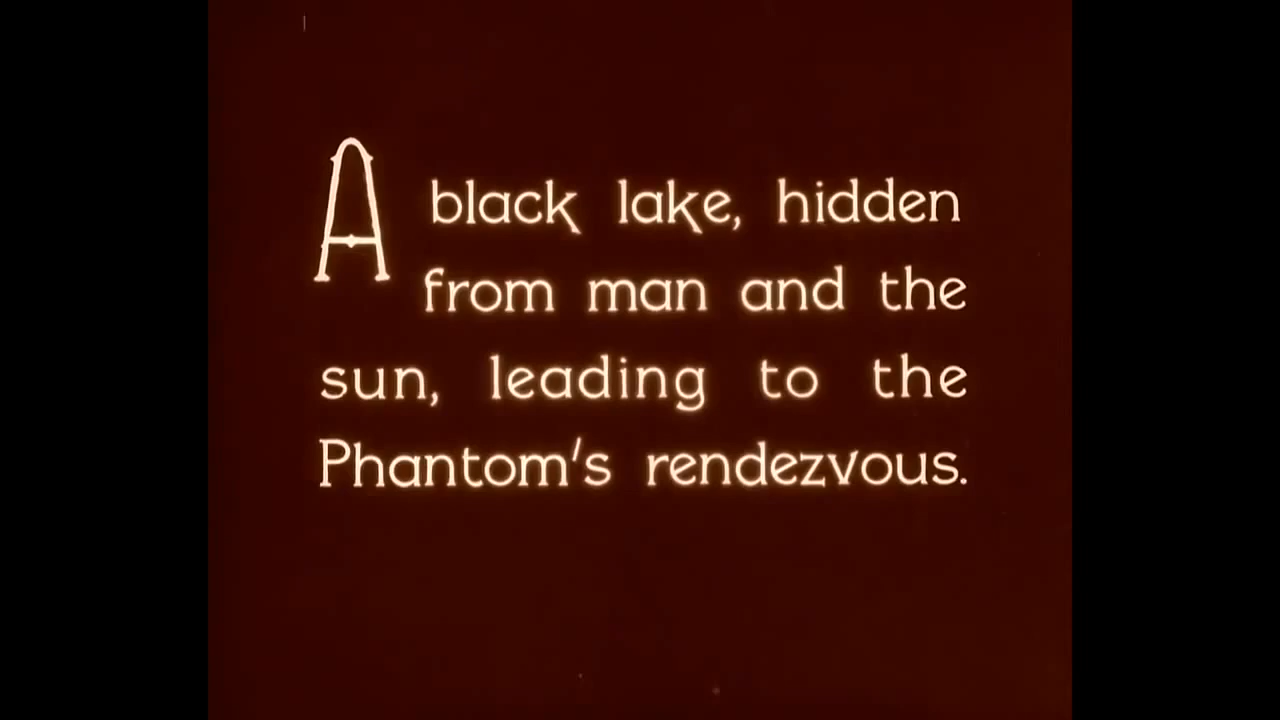 A black lake, hidden
from man and the
sun, leading to the
Phantom's rendezvous.